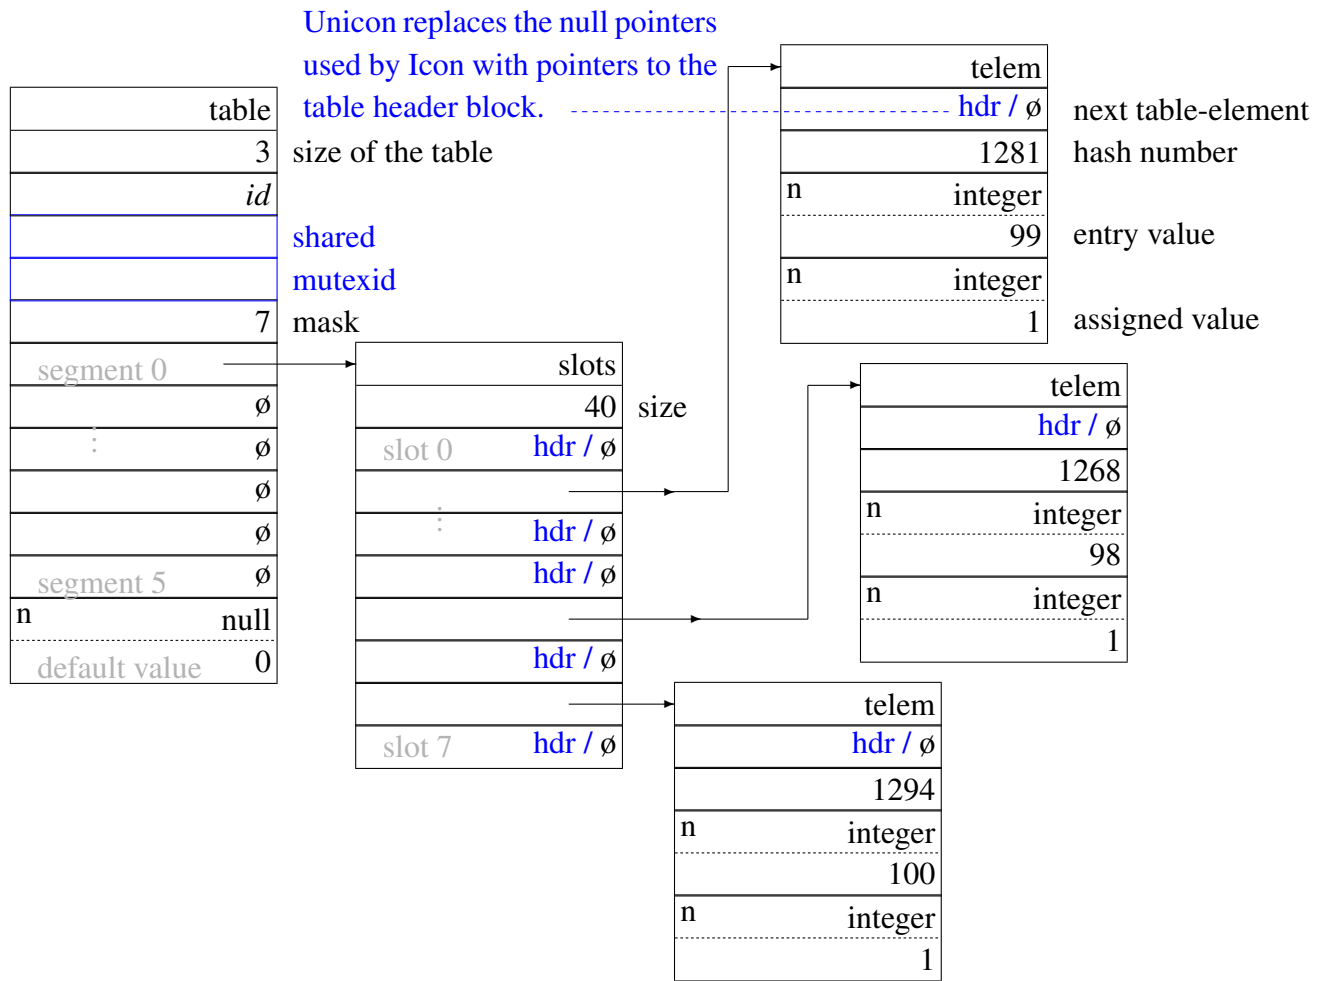 Unicon replaces the null pointers
used by Icon with pointers to the
table header block.
table
3 size of the table
id
shared
mutexid
7 mask
segment 0
ø
⋮ ø
ø
ø
segment 5 ø
n null
default value 0
slots
40 size
slot 0 hdr / ø
⋮
hdr / ø
hdr / ø
hdr / ø
slot 7 hdr / ø
telem
hdr / ø next table-element
1281 hash number
n integer
99 entry value
n integer
1 assigned value
telem
hdr / ø
1268
n integer
98
n integer
1
telem
hdr / ø
1294
n integer
100
n integer
1